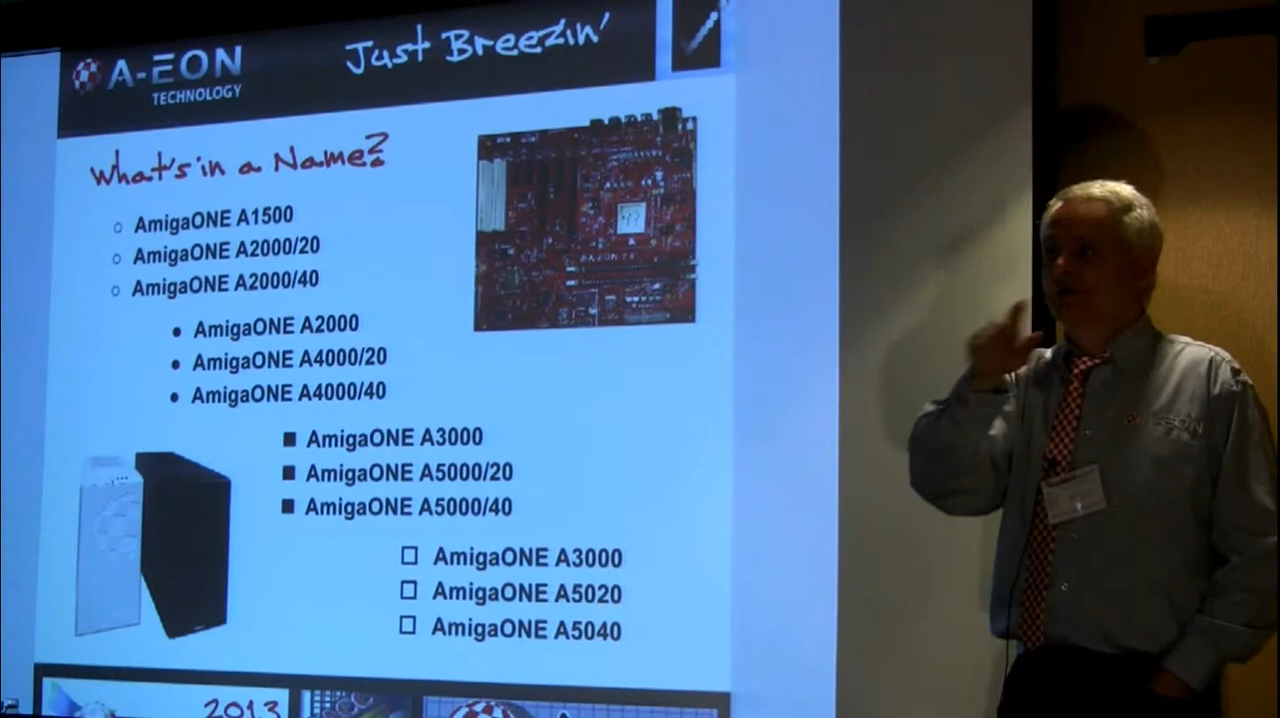 A-EON
TECHNOLOGY
Just Breezin'
What's in a Name?
AmigaONE A1500
AmigaONE A2000/20
AmigaONE A2000/40
AmigaONE A2000
AmigaONE A4000/20
AmigaONE A4000/40
AmigaONE A3000
AmigaONE A5000/20
AmigaONE A5000/40
AmigaONE A3000
AmigaONE A5020
AmigaONE A5040
2013
A-EON